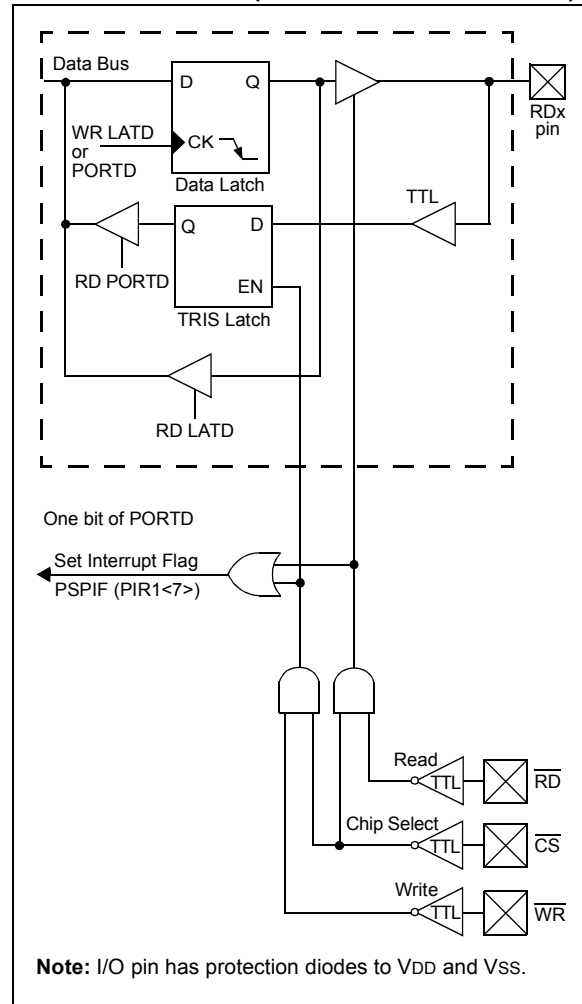 Data Bus
D Q
RDx
pin
WR LATD
or
PORTD
CK
Data Latch
TTL
Q D
RD PORTD
EN
TRIS Latch
RD LATD
One bit of PORTD
Set Interrupt Flag
PSPIF (PIR1<7>)
Read
TTL
RD
Chip Select
TTL
CS
Write
TTL
WR
Note: I/O pin has protection diodes to VDD and VSS.